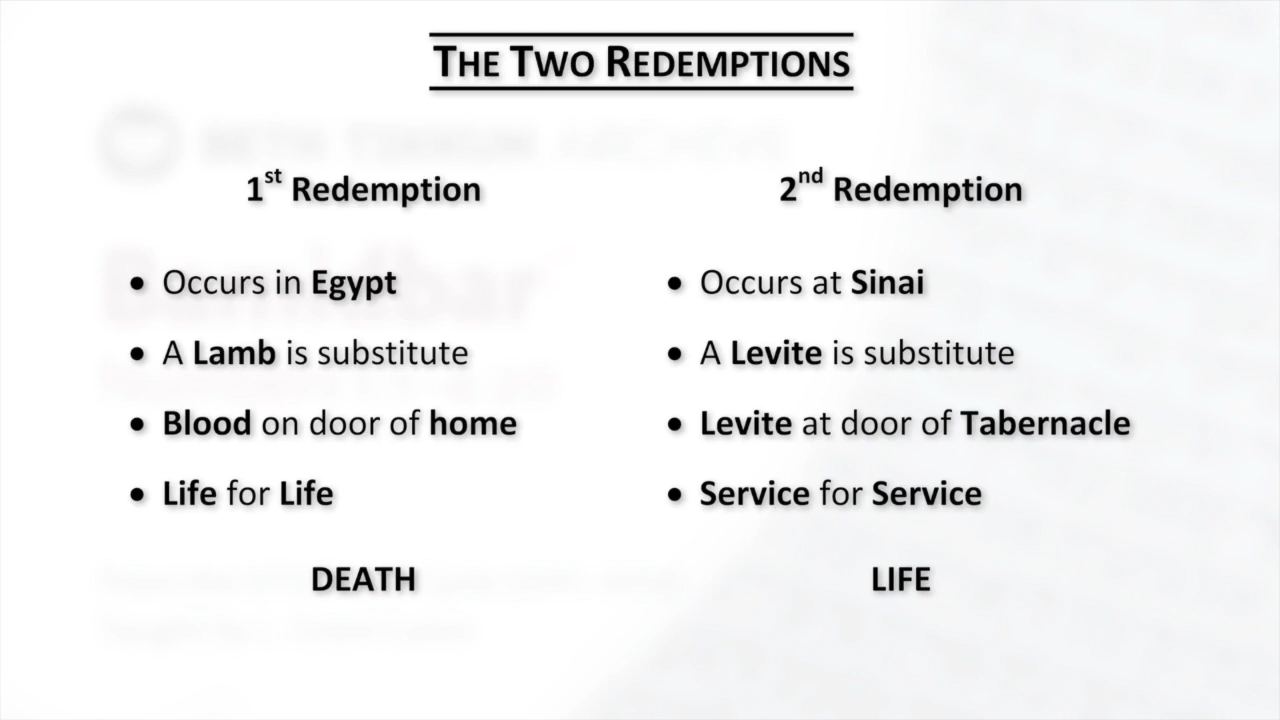 THE TWO REDEMPTIONS
1st Redemption
• Occurs in Egypt
• A Lamb is substitute
• Blood on door of home
• Life for Life
DEATH
2nd Redemption
• Occurs at Sinai
• A Levite is substitute
• Levite at door of Tabernacle
• Service for Service
LIFE
Bamidbar